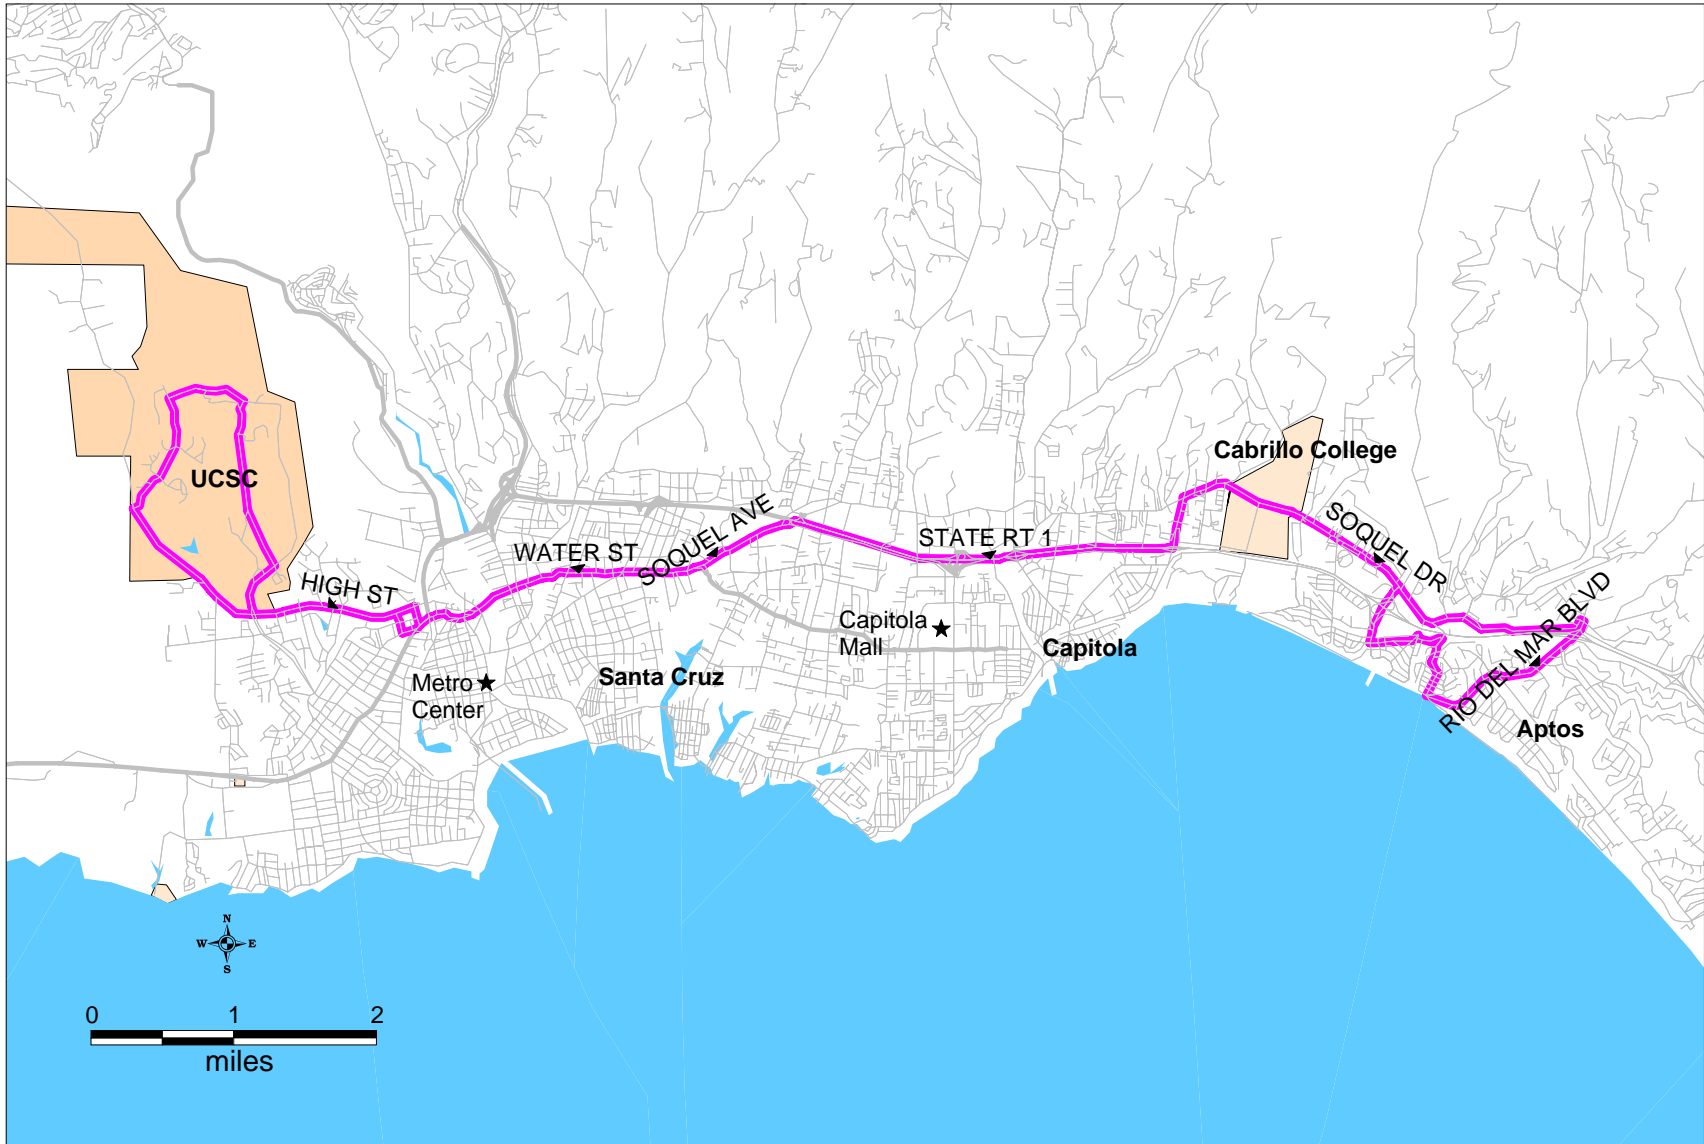 Cabrillo College
UCSC
SOQUEL AVE
SOQUEL DR
STATE RT 1
WATER ST
HIGH ST
RIO DEL MAR BLVD
Capitola
Mall
Capitola
Santa Cruz
Metro
Center
Aptos
N
W E
S
0 1 2
miles